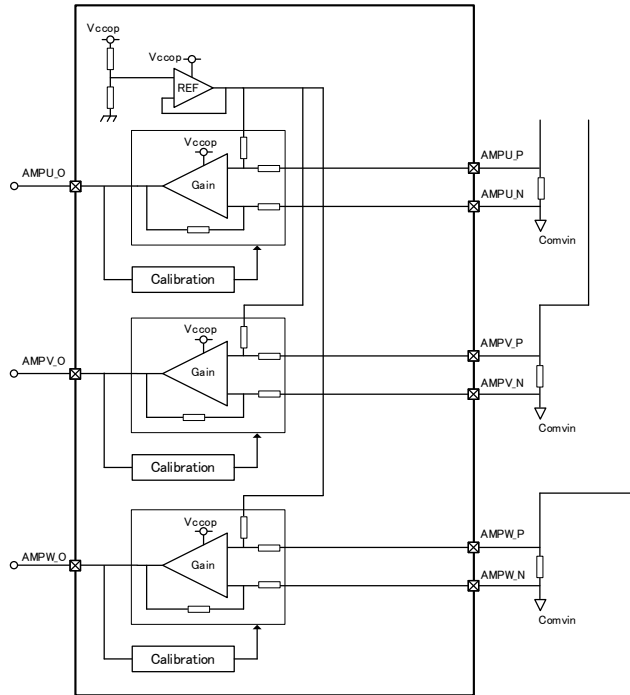 Vccop
Vccop
REF
Vccop
Gain
AMPU_O
AMPU_P
AMPU_N
Comvin
Calibration
Vccop
Gain
AMPV_O
AMPV_P
AMPV_N
Comvin
Calibration
Vccop
Gain
AMPW_O
AMPW_P
AMPW_N
Comvin
Calibration